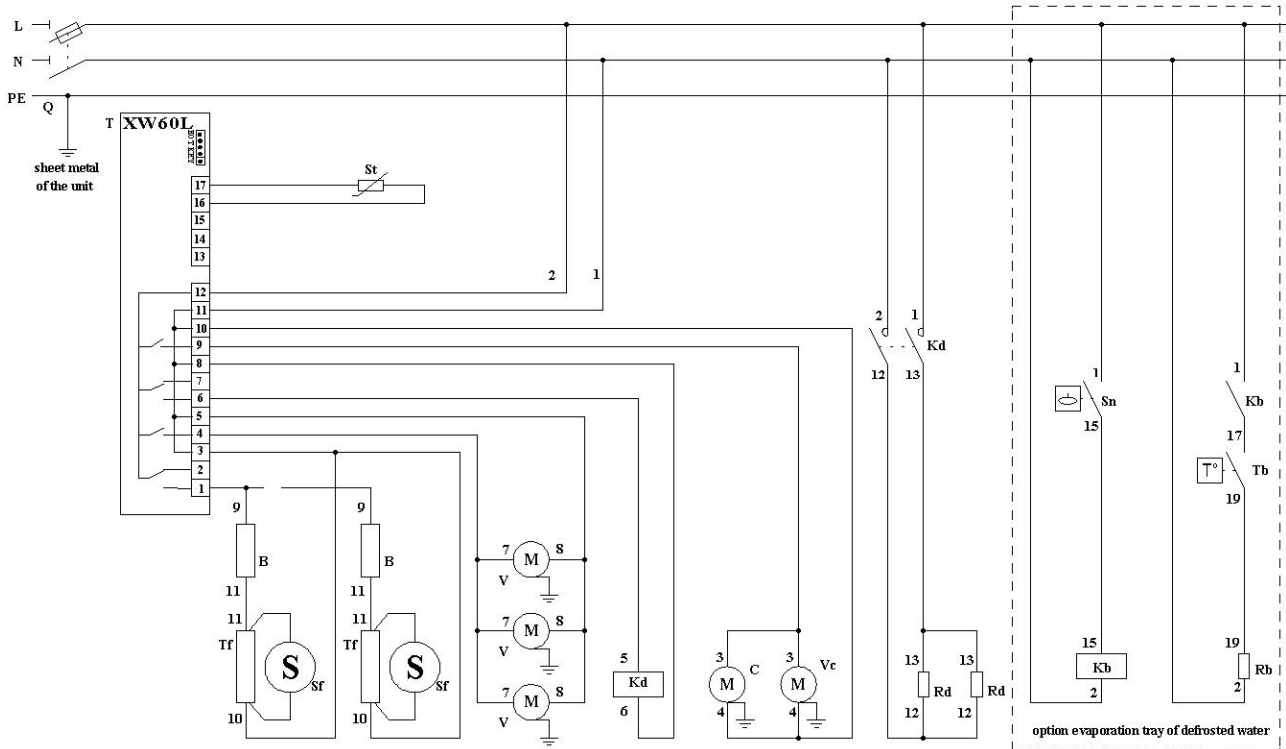 L
N
PE
Q
sheet metal
of the unit
T XW60L
HOT KEY
17
16
15
14
13
12
11
10
9
8
7
6
5
4
3
2
1
St
2 1
2 1
Kd
12 13
1
Sn
15
1
Kb
17
T° Tb
19
9 9
B B
11 11
11 11
Tf S Sf Tf S Sf
10 10
7 M 8
V
7 M 8
V
7 M 8
V
5
Kd
6
3 C 3 Vc
M M
4 4
13 13
Rd Rd
12 12
15
Kb
2
19
Rb
2
option evaporation tray of defrosted water